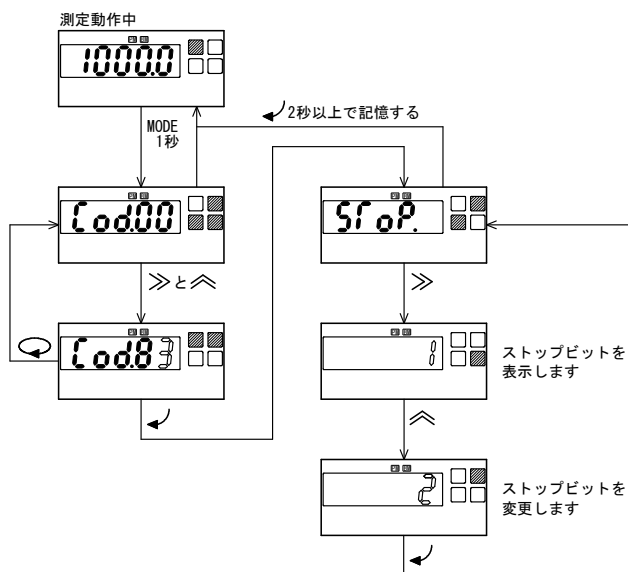 測定動作中
1000.0
MODE
1秒
2秒以上で記憶する
Cod.00
SToP.
≫と︽
≫
Cod.83
1
ストップビットを
表示します
︽
2
ストップビットを
変更します